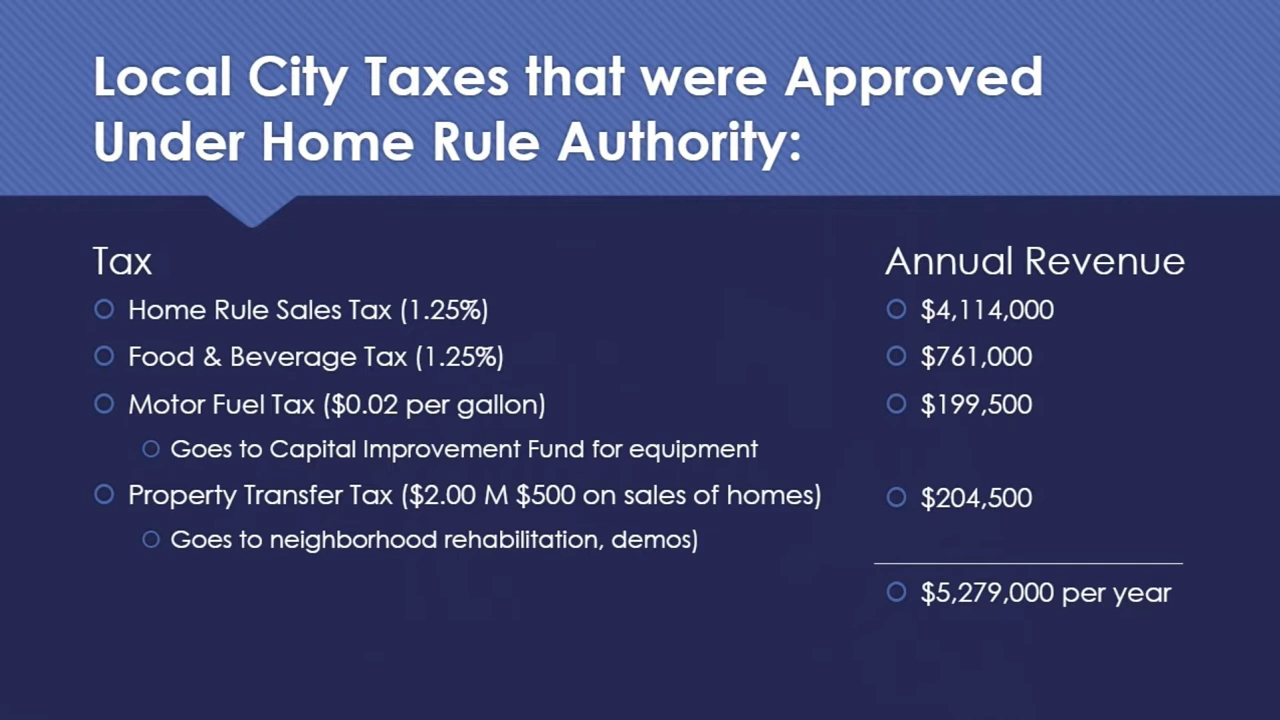 Local City Taxes that were Approved
Under Home Rule Authority:
Tax
Annual Revenue
Home Rule Sales Tax (1.25%)
$4,114,000
Food & Beverage Tax (1.25%)
$761,000
Motor Fuel Tax ($0.02 per gallon)
$199,500
Goes to Capital Improvement Fund for equipment
Property Transfer Tax ($2.00 M $500 on sales of homes)
$204,500
Goes to neighborhood rehabilitation, demos)
$5,279,000 per year